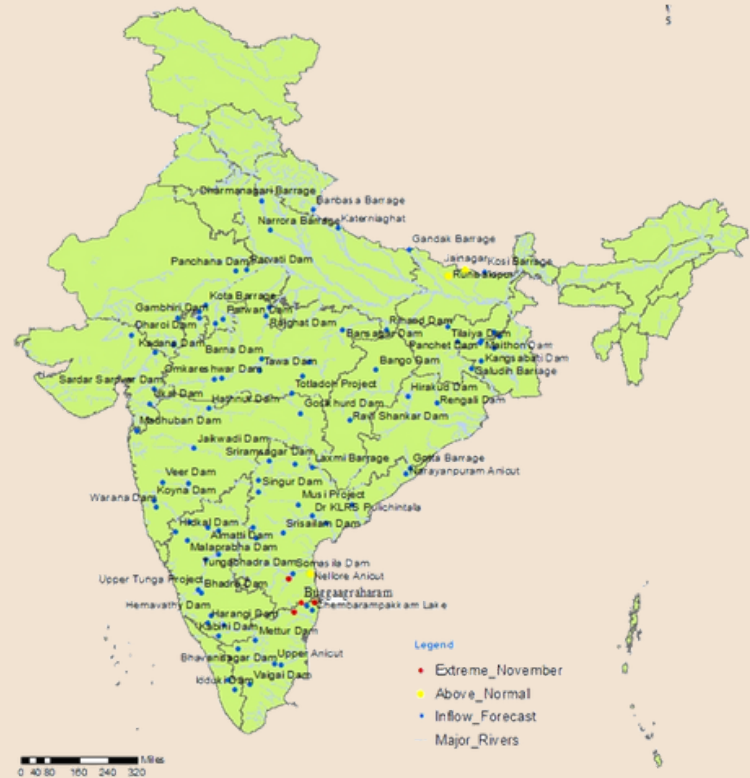 Dharmanagari Barrage
Banbasa Barrage
Narrora Barrage
Katerniaghat
Gandak Barrage
Panchana Dam
Parvati Dam
Jainagar
Kosi Barrage
Kota Barrage
Gambhiri Dam
Dharoi Dam
Rajghat Dam
Bansagar Dam
Rihand Dam
Tilaiya Dam
Panchet Dam
Maithon Dam
Kadana Dam
Barna Dam
Tawa Dam
Bango Dam
Kangsabati Dam
Galudih Barrage
Omkareshwar Dam
Sardar Sarovar Dam
Totladoh Project
Hirakud Dam
Ukai Dam
Hathnur Dam
Gosikhurd Dam
Rengali Dam
Ravi Shankar Dam
Madhuban Dam
Jaikwadi Dam
Sriramsagar Dam
Laxmi Barrage
Gotta Barrage
Narayanpuram Anicut
Veer Dam
Singur Dam
Koyna Dam
Warana Dam
Musi Project
Dr KLRS Pulichintala
Hidkal Dam
Almatti Dam
Srisailam Dam
Malaprabha Dam
Tungabhadra Dam
Somasila Dam
Upper Tunga Project
Bhadra Dam
Nellore Anicut
Buggaagraharam
Hemavathy Dam
Harangi Dam
Chembarampakkam Lake
Kabini Dam
Mettur Dam
Bhavanisagar Dam
Upper Anicut
Idduki Dam
Vaigai Dam
Legend
Extreme_November
Above_Normal
Inflow_Forecast
Major_Rivers
Miles
0 40 80 160 240 320